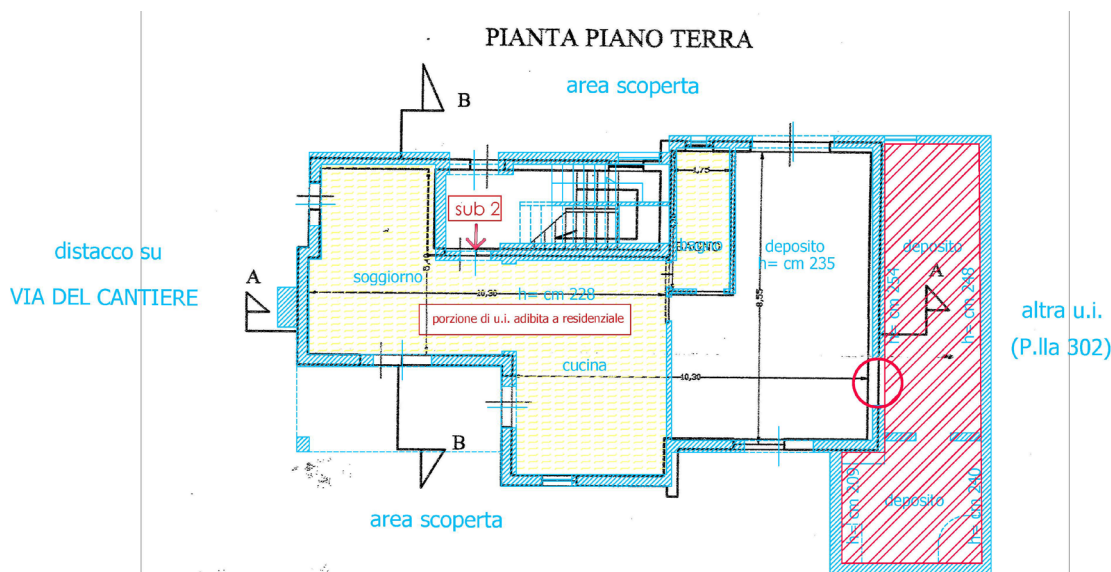 PIANTA PIANO TERRA
area scoperta
B
4,75
sub 2
BAGNO
deposito
h= cm 235
deposito
h= cm 254
h= cm 248
A
distacco su
VIA DEL CANTIERE
A
soggiorno
10,30
h= cm 228
porzione di u.i. adibita a residenziale
8,55
altra u.i.
(P.lla 302)
cucina
10,30
B
h= cm 209
deposito
h= cm 240
area scoperta